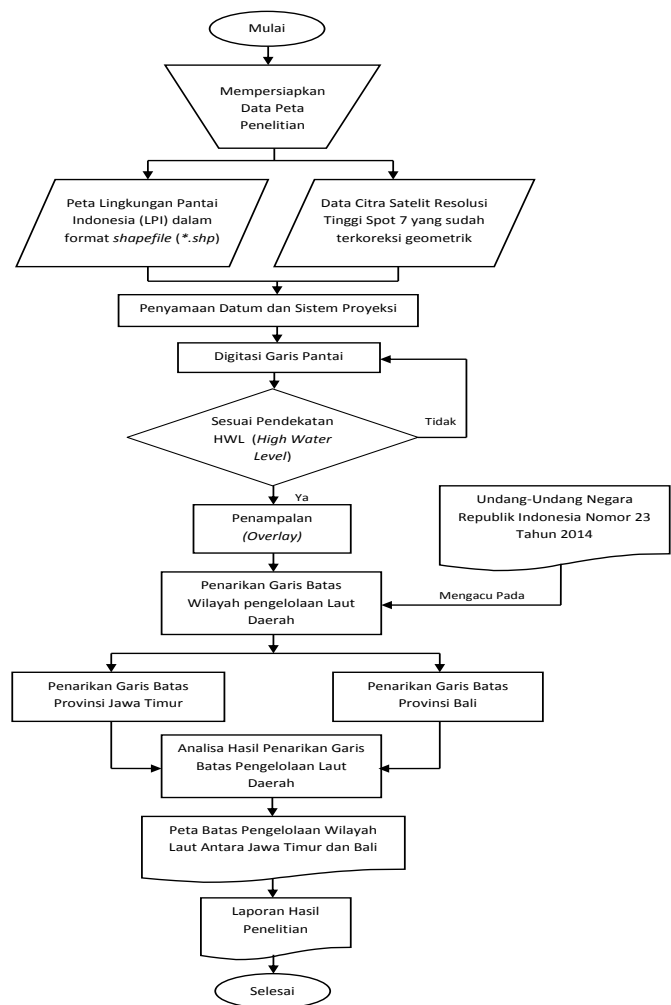 Mulai
Mempersiapkan
Data Peta
Penelitian
Peta Lingkungan Pantai
Indonesia (LPI) dalam
format shapefile (*.shp)
Data Citra Satelit Resolusi
Tinggi Spot 7 yang sudah
terkoreksi geometrik
Penyamaan Datum dan Sistem Proyeksi
Digitasi Garis Pantai
Sesuai Pendekatan
HWL (High Water
Level)
Tidak
Ya
Penampalan
(Overlay)
Undang-Undang Negara
Republik Indonesia Nomor 23
Tahun 2014
Penarikan Garis Batas
Wilayah pengelolaan Laut
Daerah
Mengacu Pada
Penarikan Garis Batas
Provinsi Jawa Timur
Penarikan Garis Batas
Provinsi Bali
Analisa Hasil Penarikan Garis
Batas Pengelolaan Laut
Daerah
Peta Batas Pengelolaan Wilayah
Laut Antara Jawa Timur dan Bali
Laporan Hasil
Penelitian
Selesai